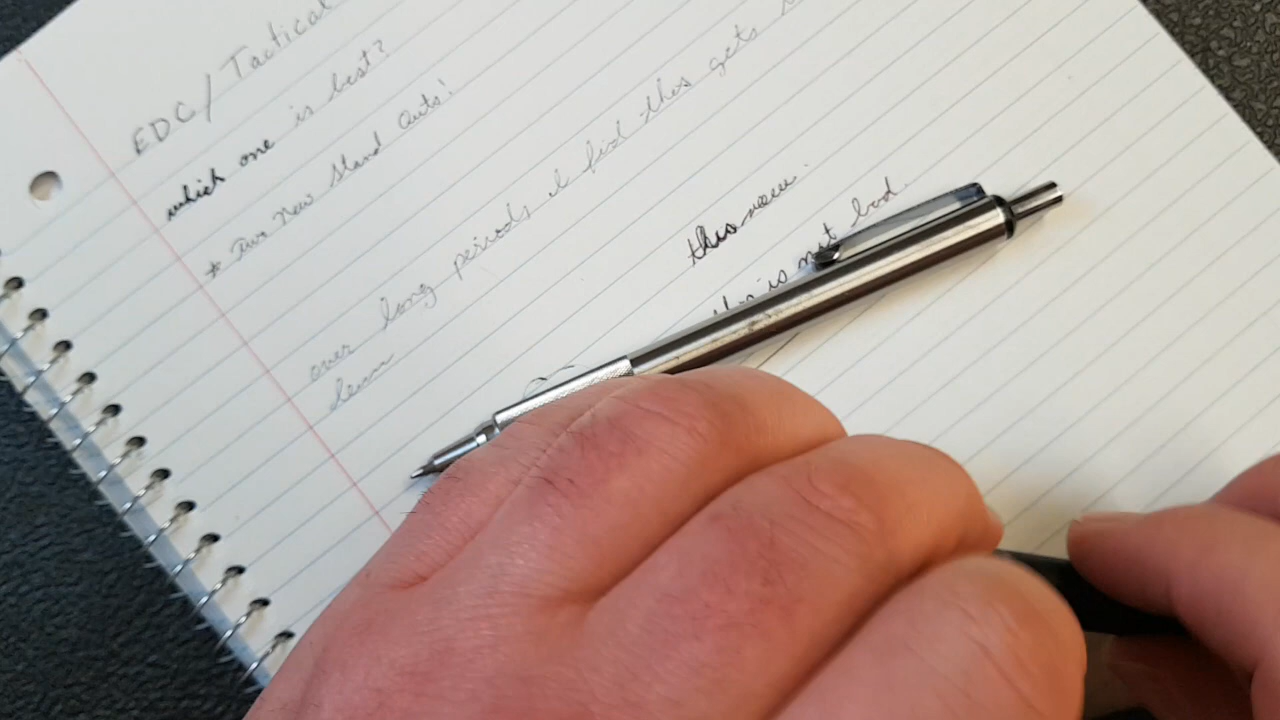 EDC/Tactical
which one is best?
* Two New Stand Outs!
over long periods I find this gets
this new.
this is not bad.